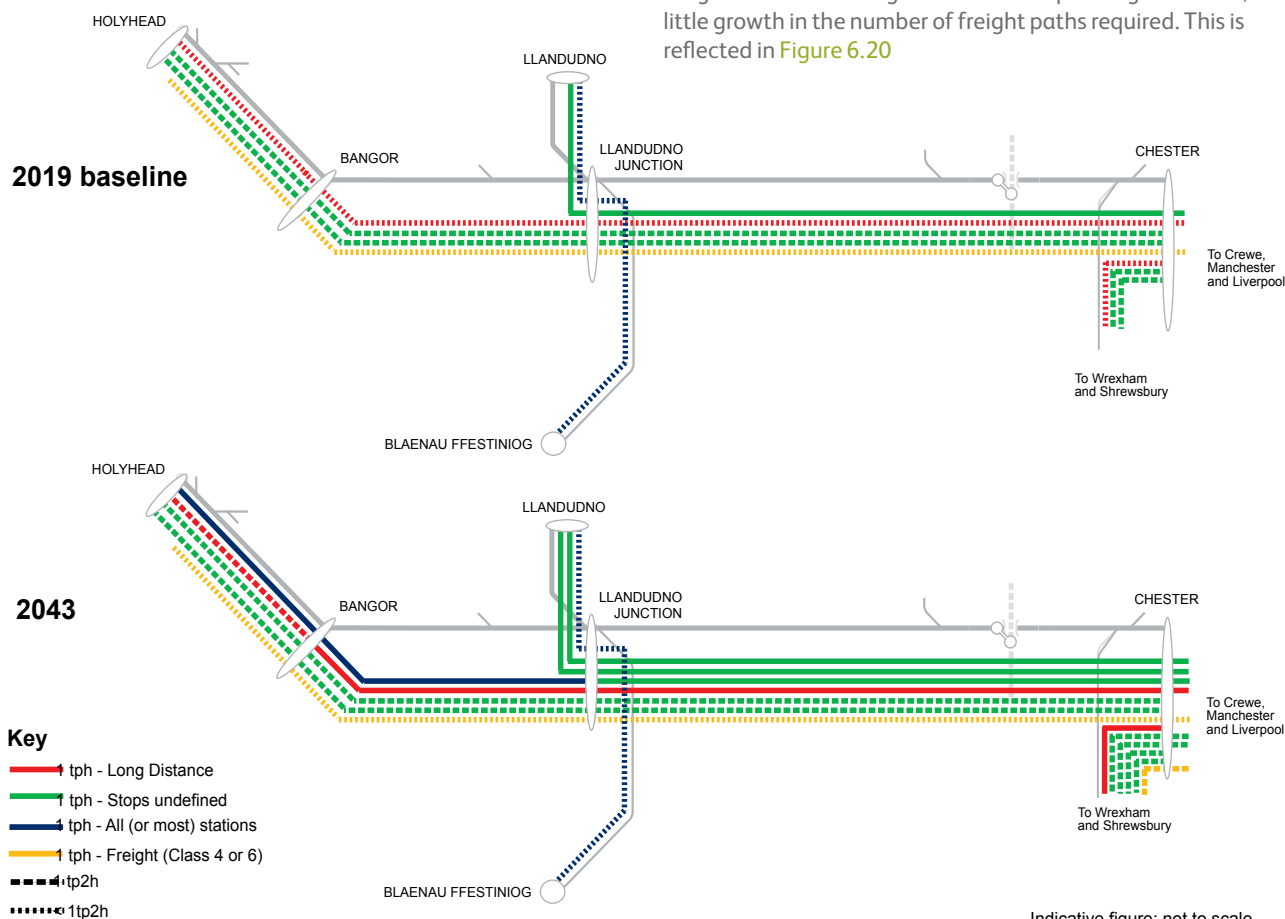 little growth in the number of freight paths required. This is
reflected in Figure 6.20
HOLYHEAD
LLANDUDNO
2019 baseline
BANGOR
LLANDUDNO
JUNCTION
CHESTER
To Crewe,
Manchester
and Liverpool
To Wrexham
and Shrewsbury
BLAENAU FFESTINIOG
HOLYHEAD
LLANDUDNO
2043
BANGOR
LLANDUDNO
JUNCTION
CHESTER
To Crewe,
Manchester
and Liverpool
To Wrexham
and Shrewsbury
BLAENAU FFESTINIOG
Key
1 tph - Long Distance
1 tph - Stops undefined
1 tph - All (or most) stations
1 tph - Freight (Class 4 or 6)
1 tp2h
1tp2h
Indicative figure: not to scale